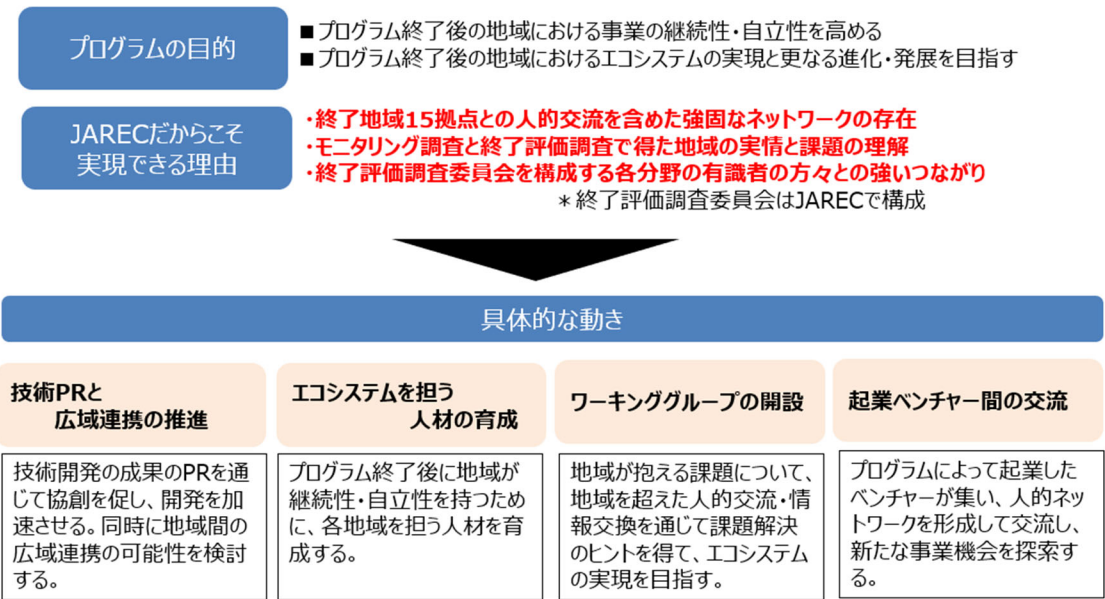 プログラムの目的
■プログラム終了後の地域における事業の継続性・自立性を高める
■プログラム終了後の地域におけるエコシステムの実現と更なる進化・発展を目指す
JARECだからこそ
実現できる理由
・終了地域15拠点との人的交流を含めた強固なネットワークの存在
・モニタリング調査と終了評価調査で得た地域の実情と課題の理解
・終了評価調査委員会を構成する各分野の有識者の方々との強いつながり
＊終了評価調査委員会はJARECで構成
具体的な動き
技術PRと
広域連携の推進
技術開発の成果のPRを通
じて協創を促し、開発を加
速させる。同時に地域間の
広域連携の可能性を検討
する。
エコシステムを担う
人材の育成
プログラム終了後に地域が
継続性・自立性を持つため
に、各地域を担う人材を育
成する。
ワーキンググループの開設
地域が抱える課題について、
地域を超えた人的交流・情
報交換を通じて課題解決
のヒントを得て、エコシステム
の実現を目指す。
起業ベンチャー間の交流
プログラムによって起業した
ベンチャーが集い、人的ネッ
トワークを形成して交流し、
新たな事業機会を探索す
る。